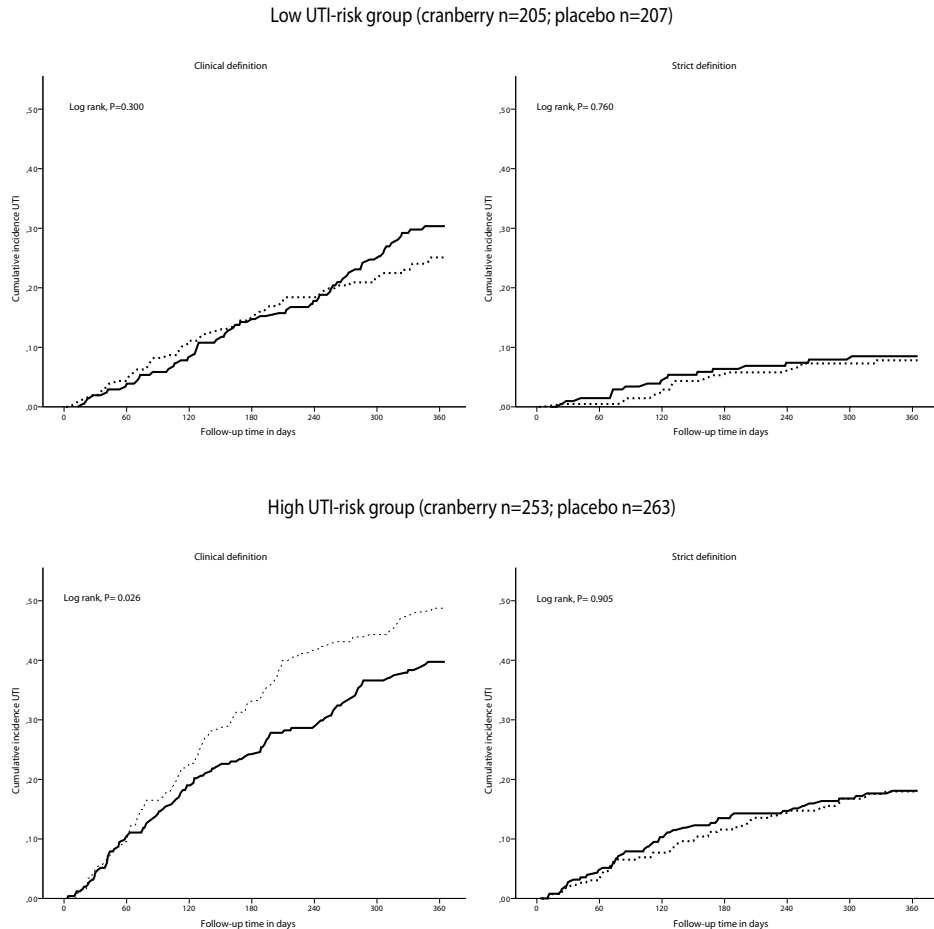 Low UTI-risk group (cranberry n=205; placebo n=207)
Clinical definition
Log rank, P=0.300
,50
,40
,30
,20
,10
,00
Cumulative incidence UTI
0 60 120 180 240 300 360
Follow-up time in days
Strict definition
Log rank, P= 0.760
,50
,40
,30
,20
,10
,00
Cumulative incidence UTI
0 60 120 180 240 300 360
Follow-up time in days
High UTI-risk group (cranberry n=253; placebo n=263)
Clinical definition
Log rank, P= 0.026
,50
,40
,30
,20
,10
,00
Cumulative incidence UTI
0 60 120 180 240 300 360
Follow-up time in days
Strict definition
Log rank, P= 0.905
,50
,40
,30
,20
,10
,00
Cumulative incidence UTI
0 60 120 180 240 300 360
Follow-up time in days